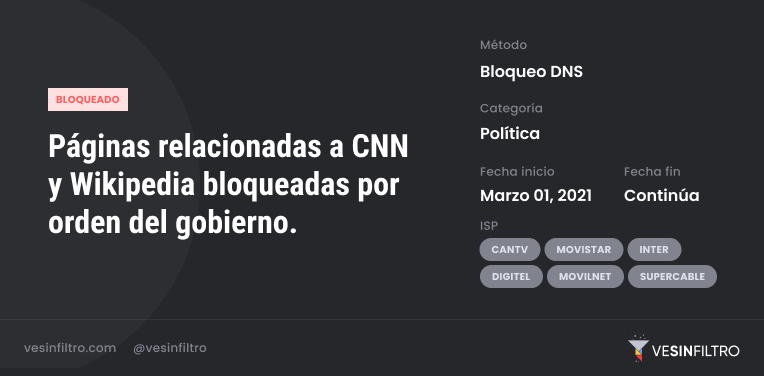 BLOQUEADO
Páginas relacionadas a CNN
y Wikipedia bloqueadas por
orden del gobierno.
Método
Bloqueo DNS
Categoría
Política
Fecha inicio Fecha fin
Marzo 01, 2021 Continúa
ISP
CANTV MOVISTAR INTER
DIGITEL MOVILNET SUPERCABLE
vesinfiltro.com @vesinfiltro VESINFILTRO